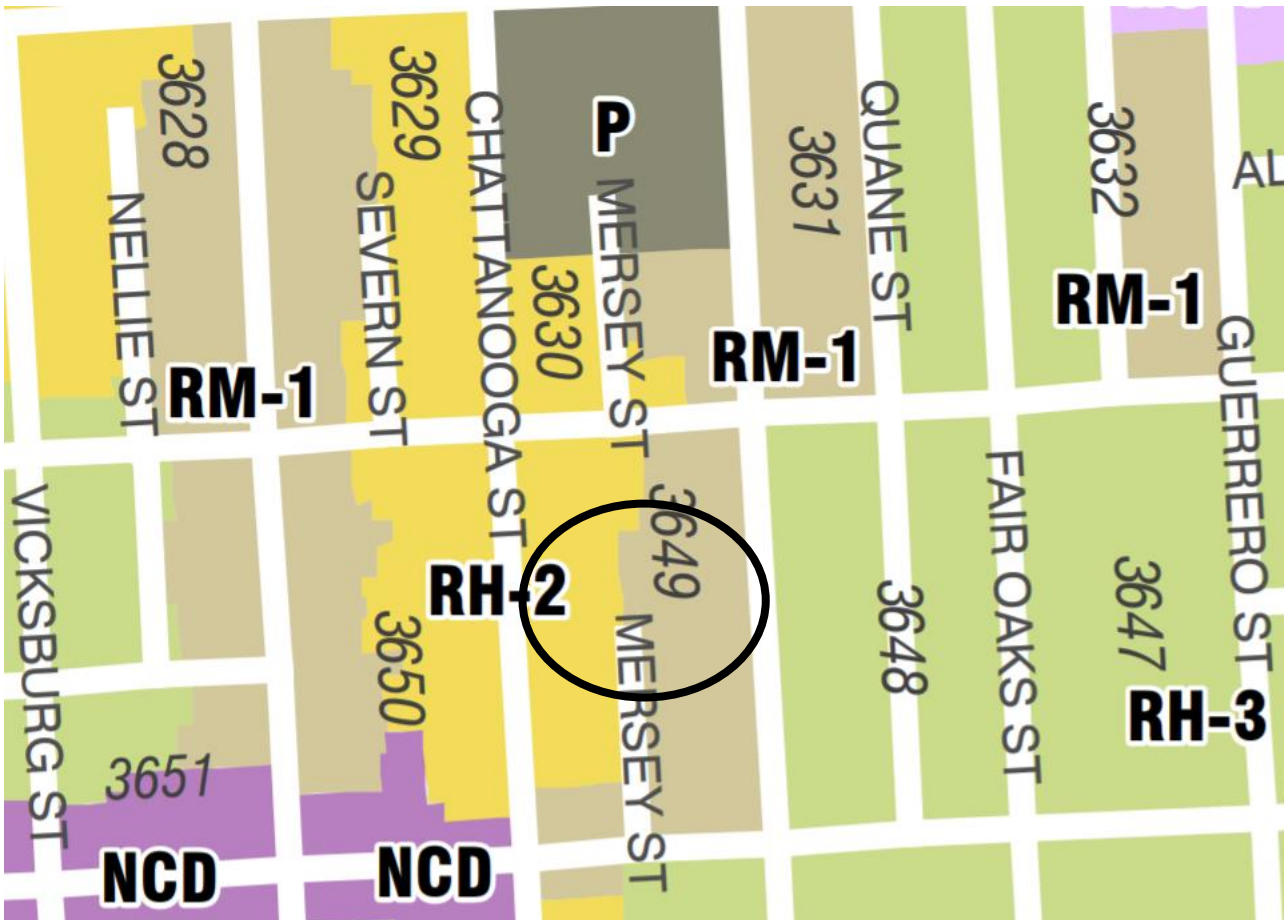 3628
3629
P
3631
QUANE ST
3632
AL
CHATTANOOGA ST
MERSEY ST
NELLIE ST
SEVERN ST
3630
RM-1
RM-1
RM-1
GUERRERO ST
VICKSBURG ST
FAIR OAKS ST
3649
RH-2
3650
MERSEY ST
3648
3647
RH-3
3651
NCD
NCD